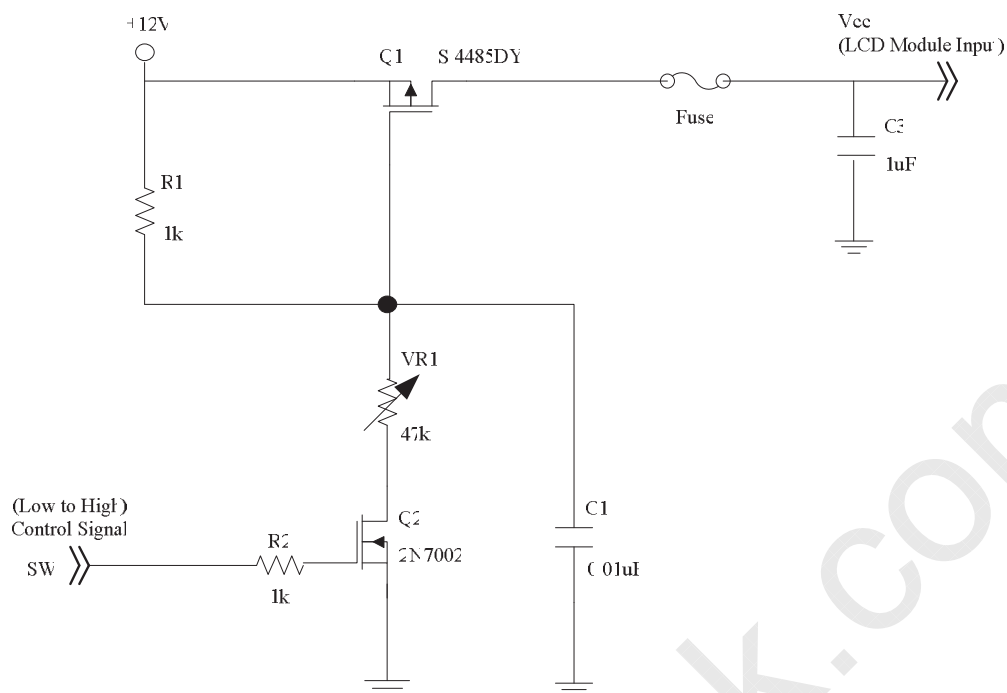 +12V
Vcc
(LCD Module Input)
Q1
S 4485DY
Fuse
C3
1uF
R1
1k
VR1
47k
(Low to High)
Control Signal
SW
R2
1k
Q2
2N7002
C1
0.01uF
k.com